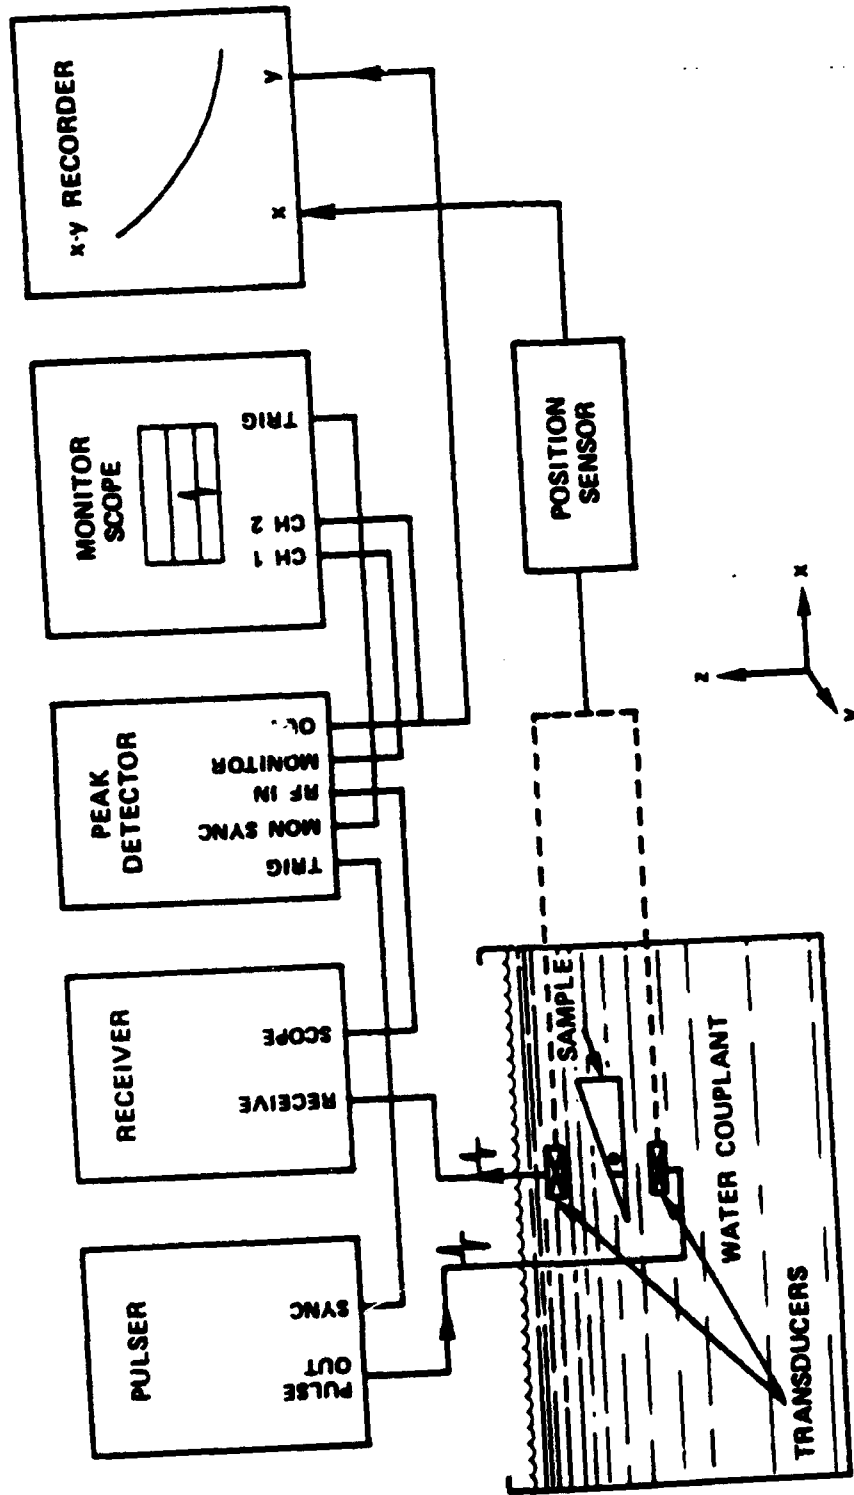 PULSER
PULSE
OUT
SYNC
RECEIVER
RECEIVE
SCOPE
PEAK
DETECTOR
TRIG
MON SYNC
RF IN
MONITOR
MONITOR
SCOPE
CH 1
CH 2
TRIG
x-y RECORDER
x
y
POSITION
SENSOR
SAMPLE
WATER COUPLANT
TRANSDUCERS
z
x
y